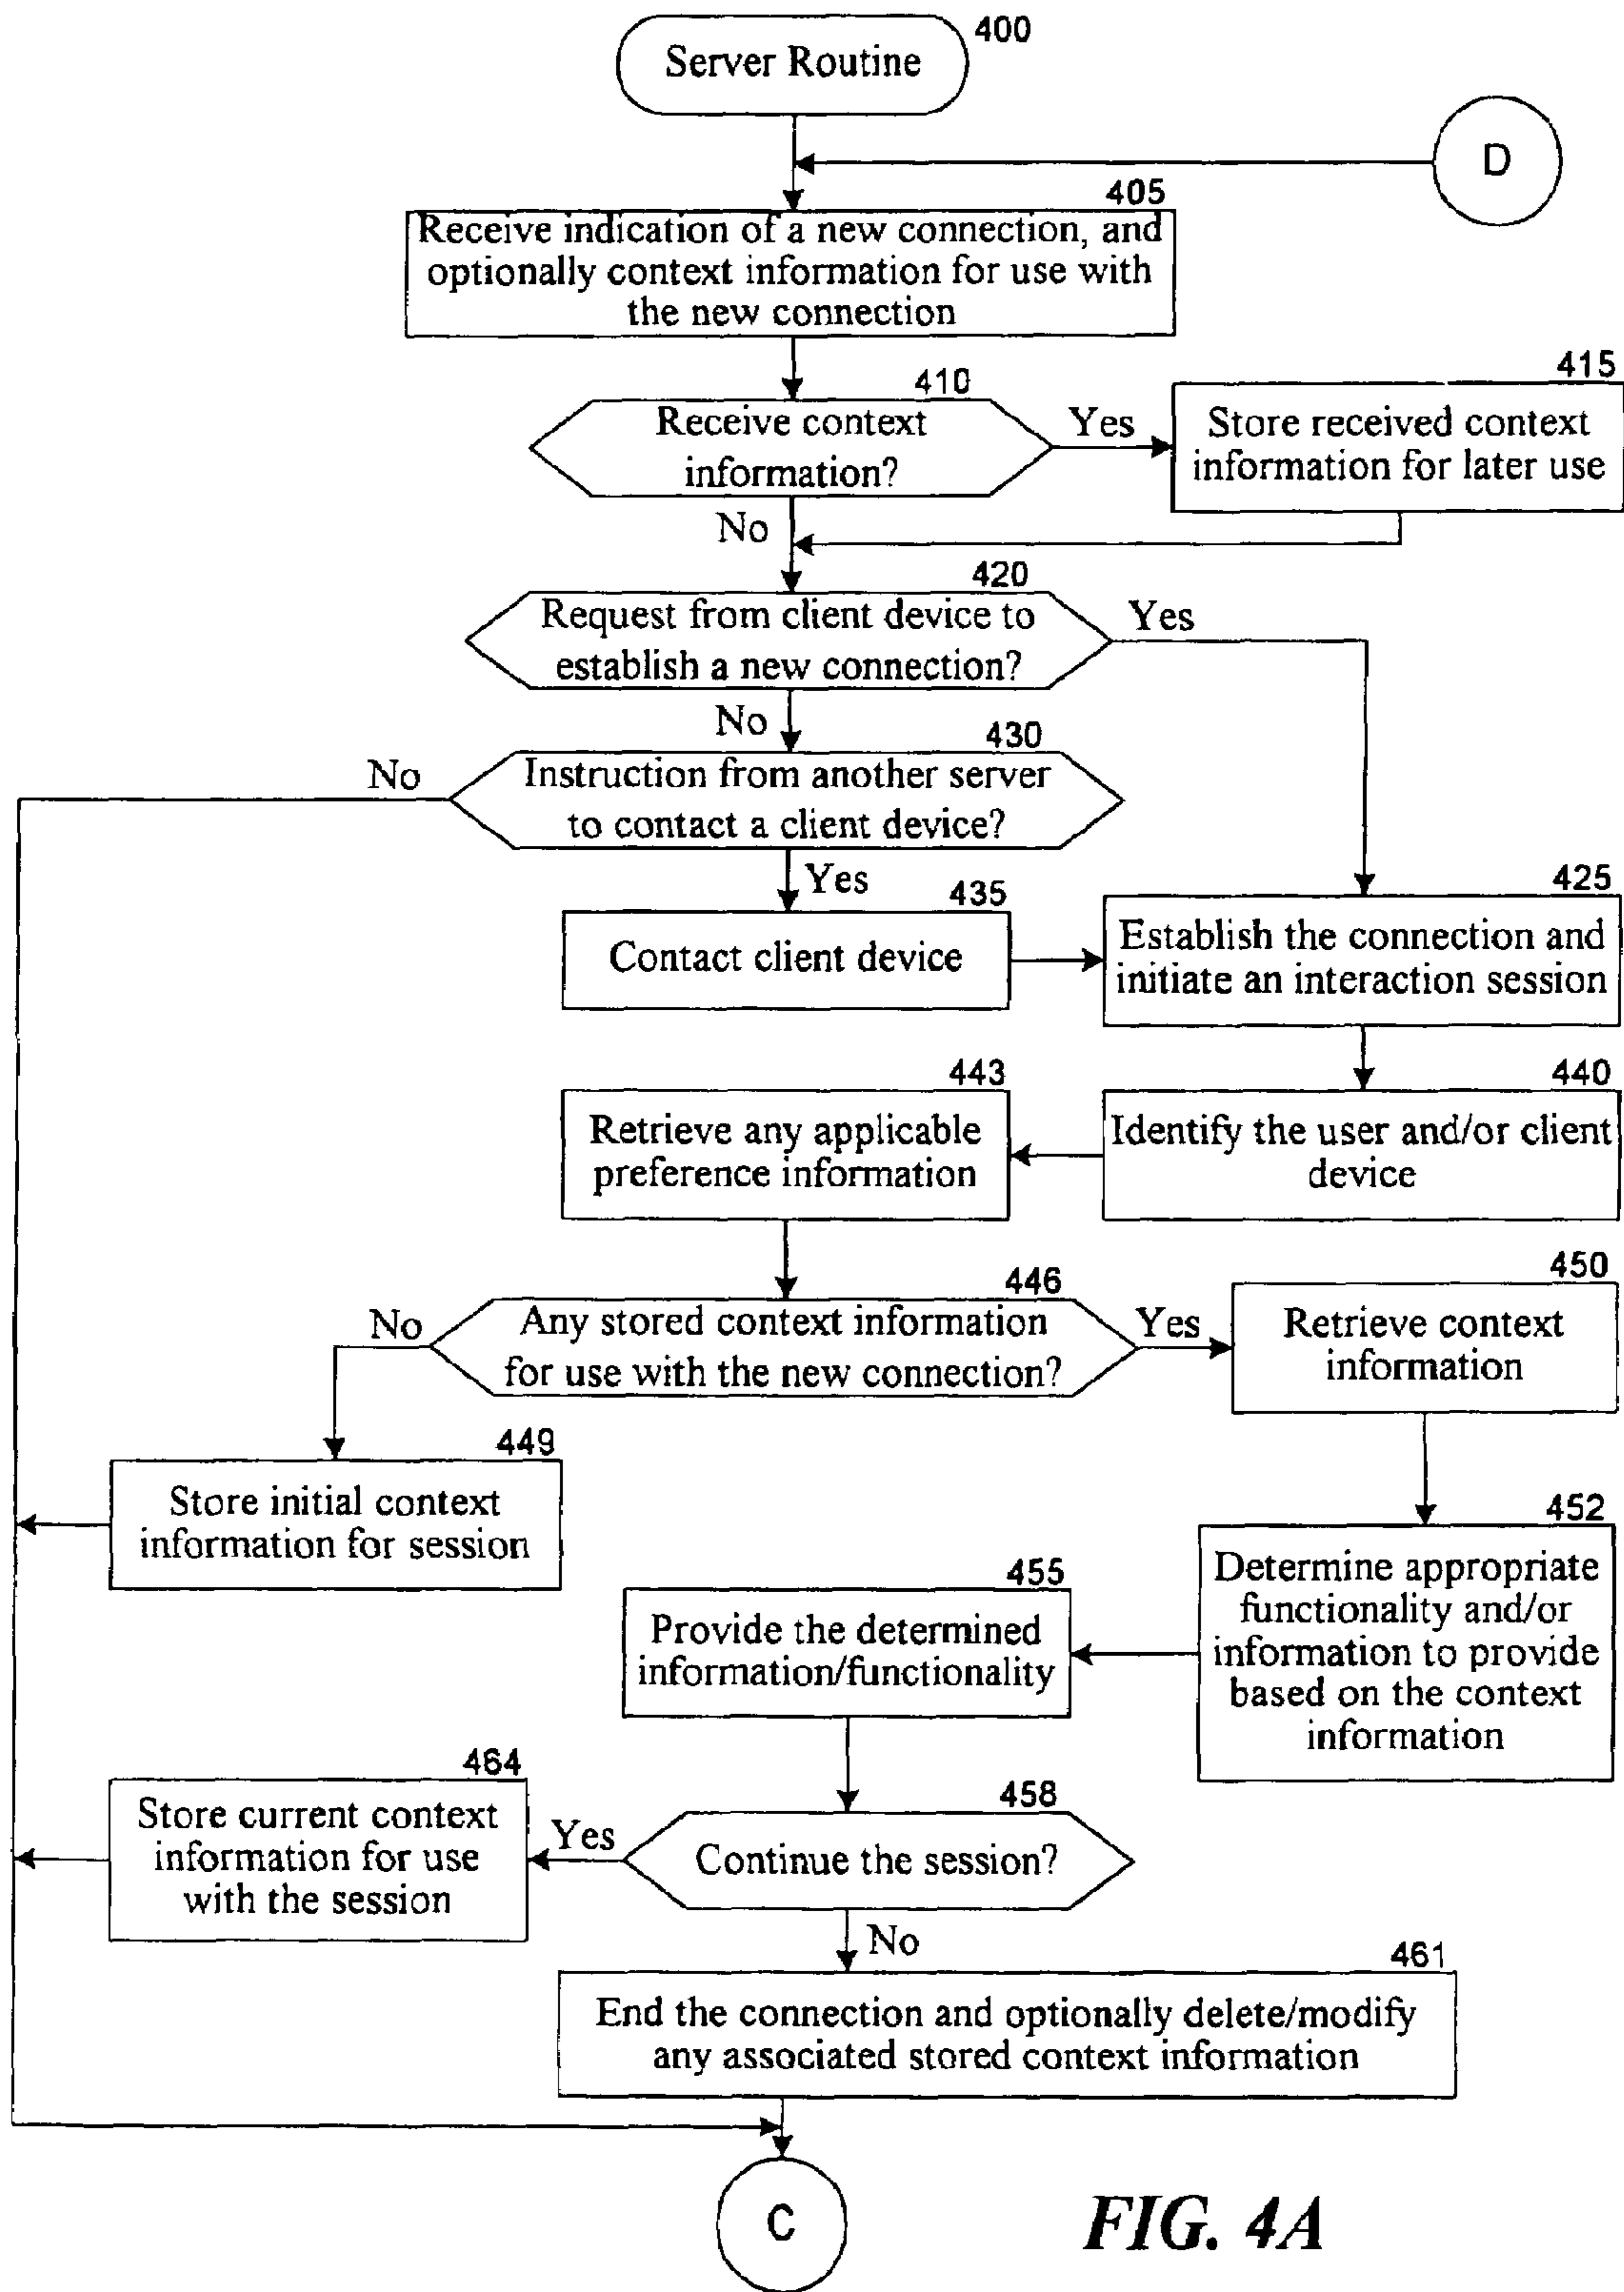 400
Server Routine
D
405
Receive indication of a new connection, and
optionally context information for use with
the new connection
410
Receive context
information?
Yes
415
Store received context
information for later use
No
420
Request from client device to
establish a new connection?
Yes
No
430
Instruction from another server
to contact a client device?
No
Yes
435
Contact client device
425
Establish the connection and
initiate an interaction session
443
Retrieve any applicable
preference information
440
Identify the user and/or client
device
446
Any stored context information
for use with the new connection?
No
Yes
450
Retrieve context
information
449
Store initial context
information for session
452
Determine appropriate
functionality and/or
information to provide
based on the context
information
455
Provide the determined
information/functionality
464
Store current context
information for use
with the session
Yes
458
Continue the session?
No
461
End the connection and optionally delete/modify
any associated stored context information
C
FIG. 4A